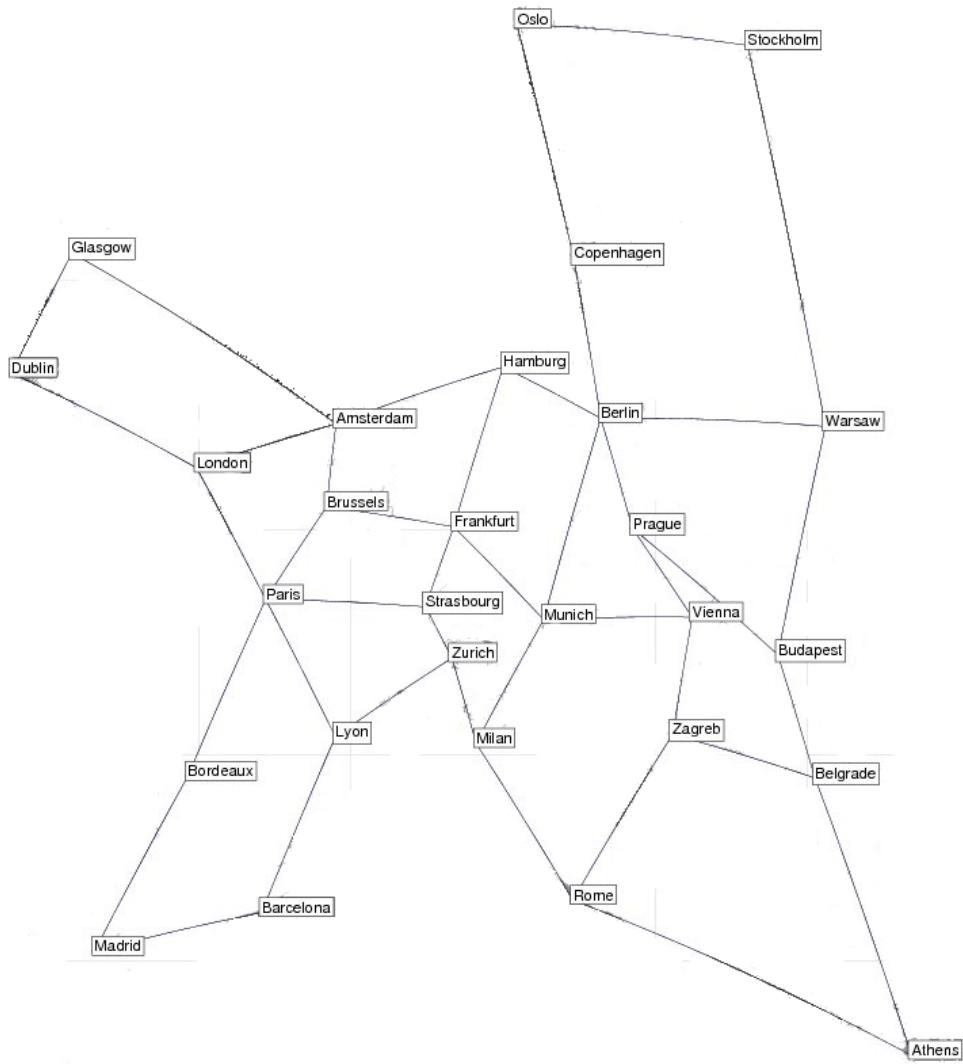 Oslo
Stockholm
Glasgow
Copenhagen
Hamburg
Dublin
Berlin
Amsterdam
Warsaw
London
Brussels
Frankfurt
Prague
Paris
Strasbourg
Munich
Vienna
Zurich
Budapest
Lyon
Milan
Zagreb
Bordeaux
Belgrade
Rome
Barcelona
Madrid
Athens